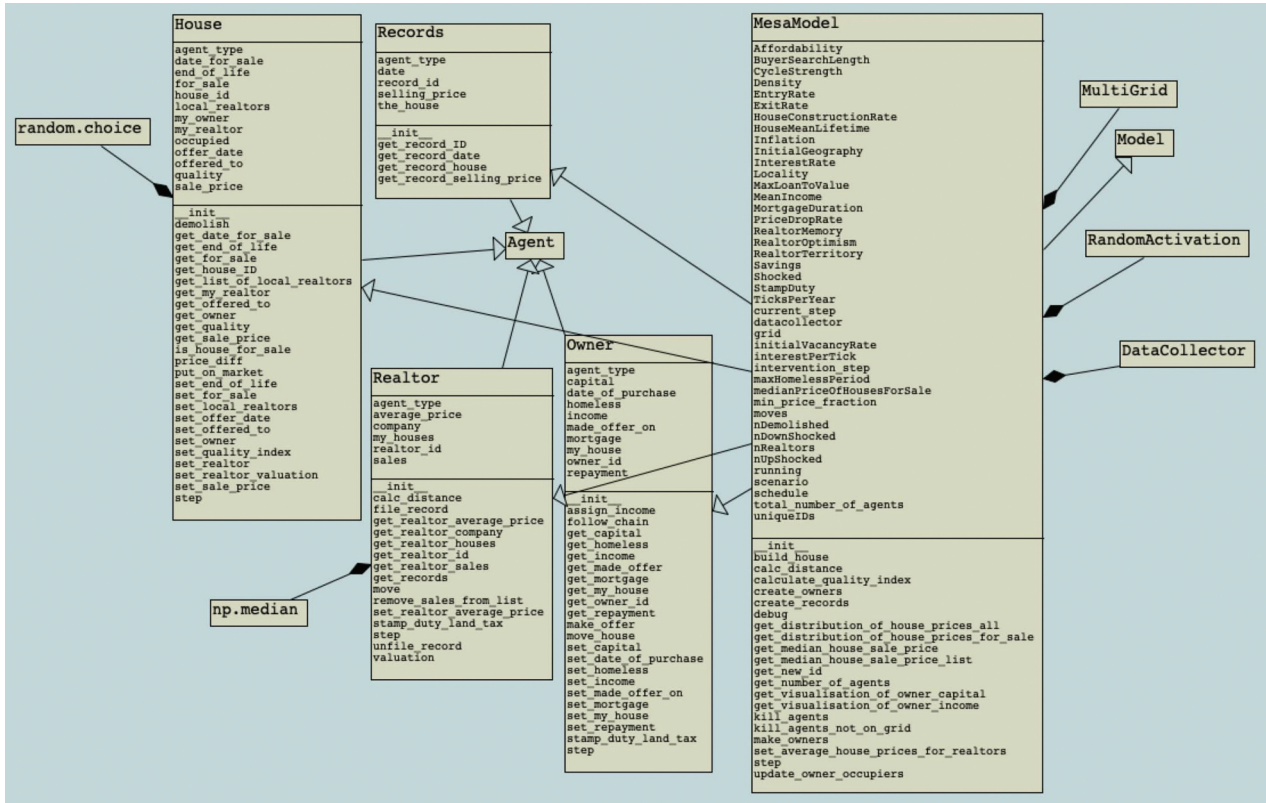 House
agent_type
date_for_sale
end_of_life
for_sale
house_id
local_realtors
my_owner
my_realtor
occupied
offer_date
offered_to
quality
sale_price
__init__
demolish
get_date_for_sale
get_end_of_life
get_for_sale
get_house_ID
get_list_of_local_realtors
get_my_realtor
get_offered_to
get_owner
get_quality
get_sale_price
is_house_for_sale
price_diff
put_on_market
set_end_of_life
set_for_sale
set_local_realtors
set_offer_date
set_offered_to
set_owner
set_quality_index
set_realtor
set_realtor_valuation
set_sale_price
step
Records
agent_type
date
record_id
selling_price
the_house
__init__
get_record_ID
get_record_date
get_record_house
get_record_selling_price
random.choice
Agent
Realtor
agent_type
average_price
company
my_houses
realtor_id
sales
__init__
calc_distance
file_record
get_realtor_average_price
get_realtor_company
get_realtor_houses
get_realtor_id
get_realtor_sales
get_records
move
remove_sales_from_list
set_realtor_average_price
stamp_duty_land_tax
step
unfile_record
valuation
np.median
Owner
agent_type
capital
date_of_purchase
homeless
income
made_offer_on
mortgage
my_house
owner_id
repayment
__init__
assign_income
follow_chain
get_capital
get_homeless
get_income
get_made_offer
get_mortgage
get_my_house
get_owner_id
get_repayment
make_offer
move_house
set_capital
set_date_of_purchase
set_homeless
set_income
set_made_offer_on
set_mortgage
set_my_house
set_repayment
stamp_duty_land_tax
step
MesaModel
Affordability
BuyerSearchLength
CycleStrength
Density
EntryRate
ExitRate
HouseConstructionRate
HouseMeanLifetime
Inflation
InitialGeography
InterestRate
Locality
MaxLoanToValue
MeanIncome
MortgageDuration
PriceDropRate
RealtorMemory
RealtorOptimism
RealtorTerritory
Savings
Shocked
StampDuty
TicksPerYear
current_step
datacollector
grid
initialVacancyRate
interestPerTick
intervention_step
maxHomelessPeriod
medianPriceOfHousesForSale
min_price_fraction
moves
nDemolished
nDownShocked
nRealtors
nUpShocked
running
scenario
schedule
total_number_of_agents
uniqueIDs
__init__
build_house
calc_distance
calculate_quality_index
create_owners
create_records
debug
get_distribution_of_house_prices_all
get_distribution_of_house_prices_for_sale
get_median_house_sale_price
get_median_house_sale_price_list
get_new_id
get_number_of_agents
get_visualisation_of_owner_capital
get_visualisation_of_owner_income
kill_agents
kill_agents_not_on_grid
make_owners
set_average_house_prices_for_realtors
step
update_owner_occupiers
MultiGrid
Model
RandomActivation
DataCollector